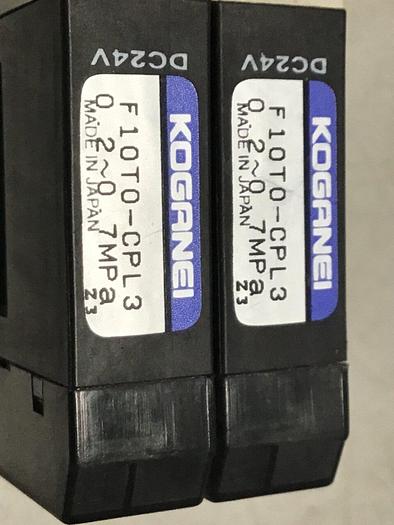 DC24V
KOGANEI
F10T0-CPL3
0.2~0.7MPa
MADE IN JAPAN
Z3
DC24V
KOGANEI
F10T0-CPL3
0.2~0.7MPa
MADE IN JAPAN
Z3